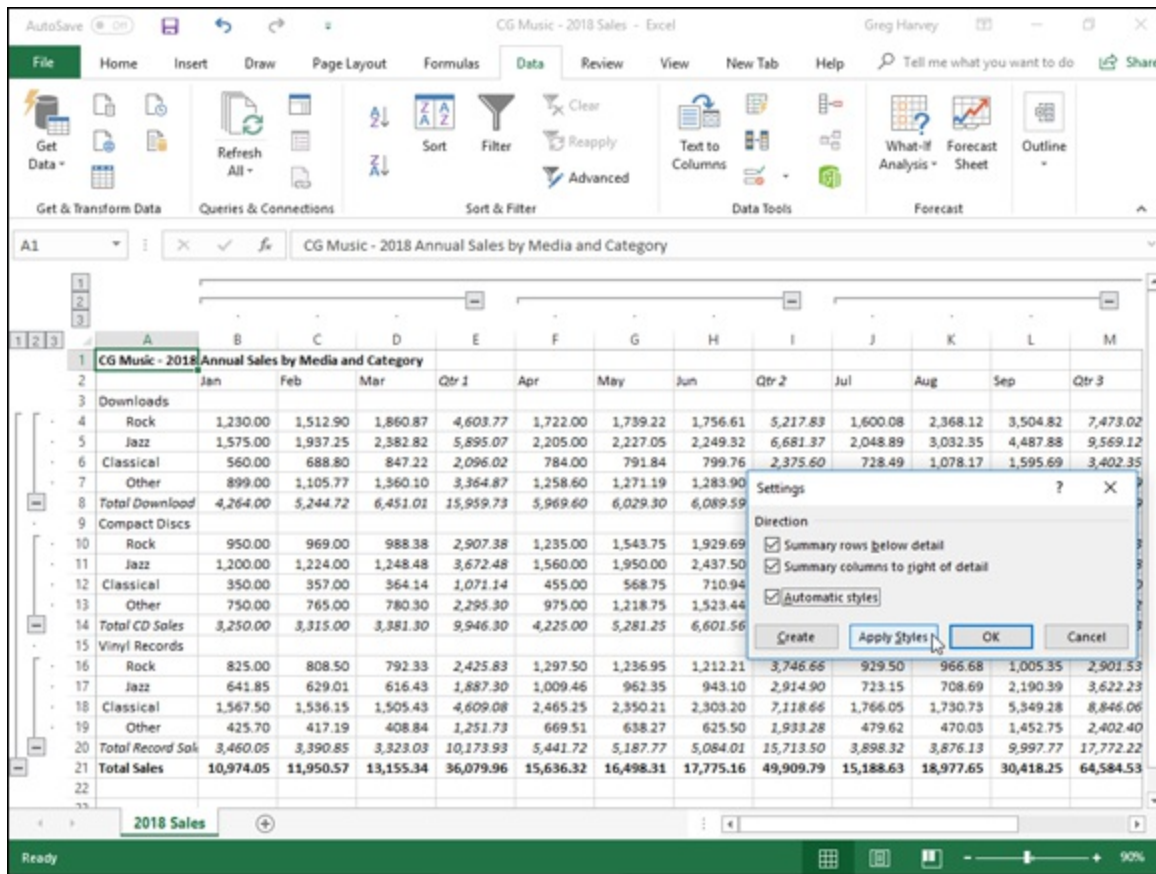 AutoSave Off CG Music - 2018 Sales - Excel Greg Harvey
File Home Insert Draw Page Layout Formulas Data Review View New Tab Help Tell me what you want to do Share
Get Data
Refresh All
Sort
Filter
Clear
Reapply
Advanced
Text to Columns
What-If Analysis
Forecast Sheet
Outline
Get & Transform Data Queries & Connections Sort & Filter Data Tools Forecast
A1 fx CG Music - 2018 Annual Sales by Media and Category
1
2
3
1 2 3 A B C D E F G H I J K L M
1 CG Music - 2018 Annual Sales by Media and Category
2 Jan Feb Mar Qtr 1 Apr May Jun Qtr 2 Jul Aug Sep Qtr 3
3 Downloads
4 Rock 1,230.00 1,512.90 1,860.87 4,603.77 1,722.00 1,739.22 1,756.61 5,217.83 1,600.08 2,368.12 3,504.82 7,473.02
5 Jazz 1,575.00 1,937.25 2,382.82 5,895.07 2,205.00 2,227.05 2,249.32 6,681.37 2,048.89 3,032.35 4,487.88 9,569.12
6 Classical 560.00 688.80 847.22 2,096.02 784.00 791.84 799.76 2,375.60 728.49 1,078.17 1,595.69 3,402.35
7 Other 899.00 1,105.77 1,360.10 3,364.87 1,258.60 1,271.19 1,283.90
8 Total Download 4,264.00 5,244.72 6,451.01 15,959.73 5,969.60 6,029.30 6,089.59
9 Compact Discs
10 Rock 950.00 969.00 988.38 2,907.38 1,235.00 1,543.75 1,929.69
11 Jazz 1,200.00 1,224.00 1,248.48 3,672.48 1,560.00 1,950.00 2,437.50
12 Classical 350.00 357.00 364.14 1,071.14 455.00 568.75 710.94
13 Other 750.00 765.00 780.30 2,295.30 975.00 1,218.75 1,523.44
14 Total CD Sales 3,250.00 3,315.00 3,381.30 9,946.30 4,225.00 5,281.25 6,601.56
15 Vinyl Records
16 Rock 825.00 808.50 792.33 2,425.83 1,297.50 1,236.95 1,212.21 3,746.66 929.50 966.68 1,005.35 2,901.53
17 Jazz 641.85 629.01 616.43 1,887.30 1,009.46 962.35 943.10 2,914.90 723.15 708.69 2,190.39 3,622.23
18 Classical 1,567.50 1,536.15 1,505.43 4,609.08 2,465.25 2,350.21 2,303.20 7,118.66 1,766.05 1,730.73 5,349.28 8,846.06
19 Other 425.70 417.19 408.84 1,251.73 669.51 638.27 625.50 1,933.28 479.62 470.03 1,452.75 2,402.40
20 Total Record Sal 3,460.05 3,390.85 3,323.03 10,173.93 5,441.72 5,187.77 5,084.01 15,713.50 3,898.32 3,876.13 9,997.77 17,772.22
21 Total Sales 10,974.05 11,950.57 13,155.34 36,079.96 15,636.32 16,498.31 17,775.16 49,909.79 15,188.63 18,977.65 30,418.25 64,584.53
22
Settings ?
Direction
Summary rows below detail
Summary columns to right of detail
Automatic styles
Create Apply Styles OK Cancel
2018 Sales
Ready 90%